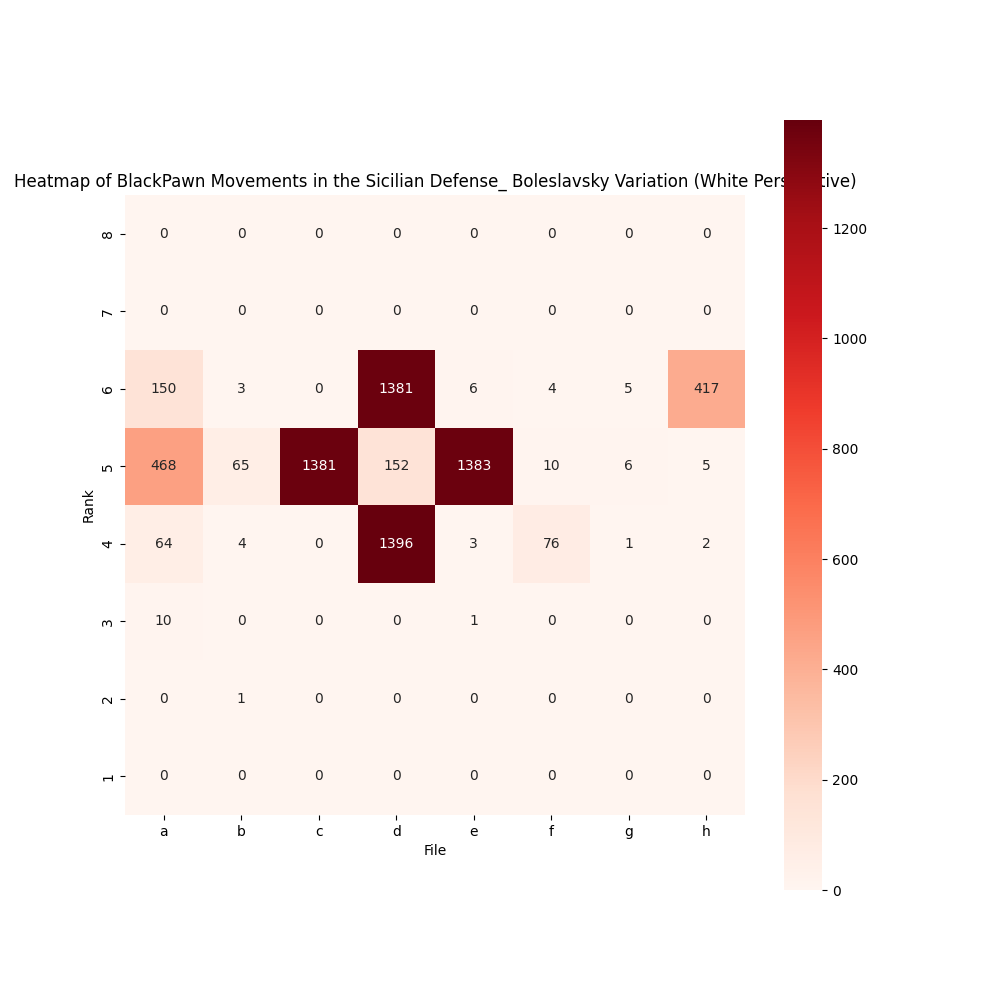 Heatmap of BlackPawn Movements in the Sicilian Defense_ Boleslavsky Variation (White Pers tive)
1200
8 0 0 0 0 0 0 0 0
7 0 0 0 0 0 0 0 0
1000
6 150 3 0 1381 6 4 5 417
800
5 468 65 1381 152 1383 10 6 5
Rank
4 64 4 0 1396 3 76 1 2
600
3 10 0 0 0 1 0 0 0
400
2 0 1 0 0 0 0 0 0
200
1 0 0 0 0 0 0 0 0
a b c d e f g h
File
0